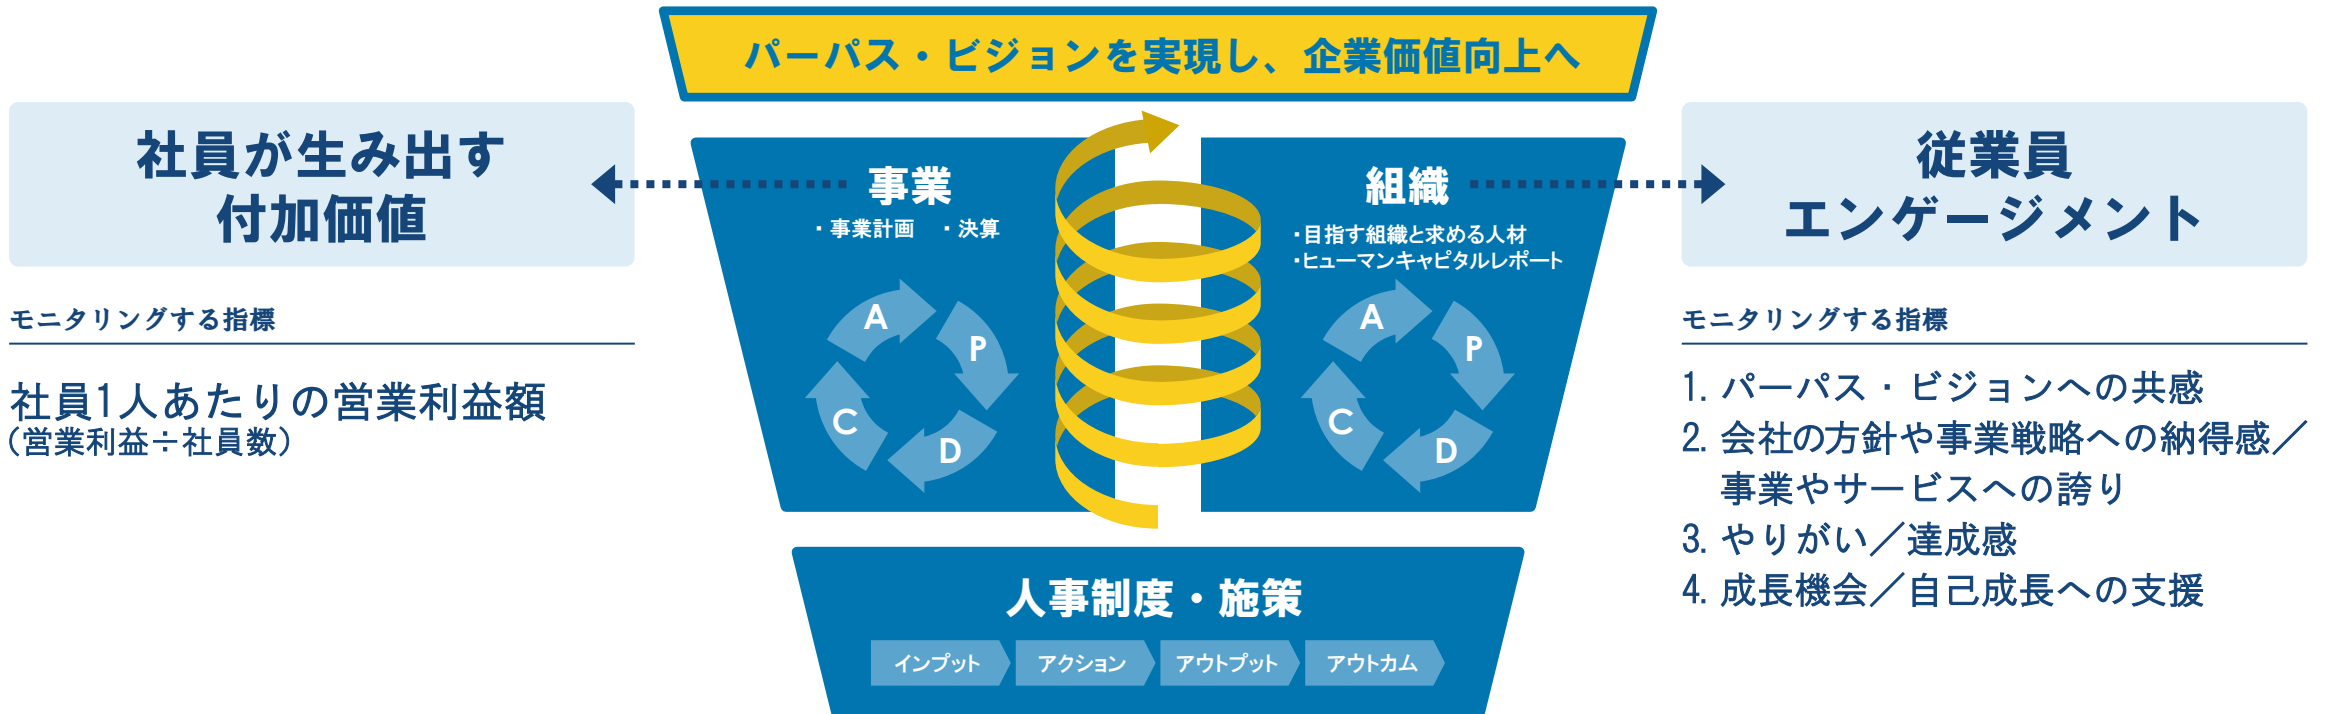 パーパス・ビジョンを実現し、企業価値向上へ
社員が生み出す
付加価値
モニタリングする指標
社員1人あたりの営業利益額
(営業利益÷社員数)
事業
・事業計画 ・決算
A
P
C
D
組織
・目指す組織と求める人材
・ヒューマンキャピタルレポート
A
P
C
D
従業員
エンゲージメント
モニタリングする指標
1. パーパス・ビジョンへの共感
2. 会社の方針や事業戦略への納得感／
事業やサービスへの誇り
3. やりがい／達成感
4. 成長機会／自己成長への支援
人事制度・施策
インプット
アクション
アウトプット
アウトカム